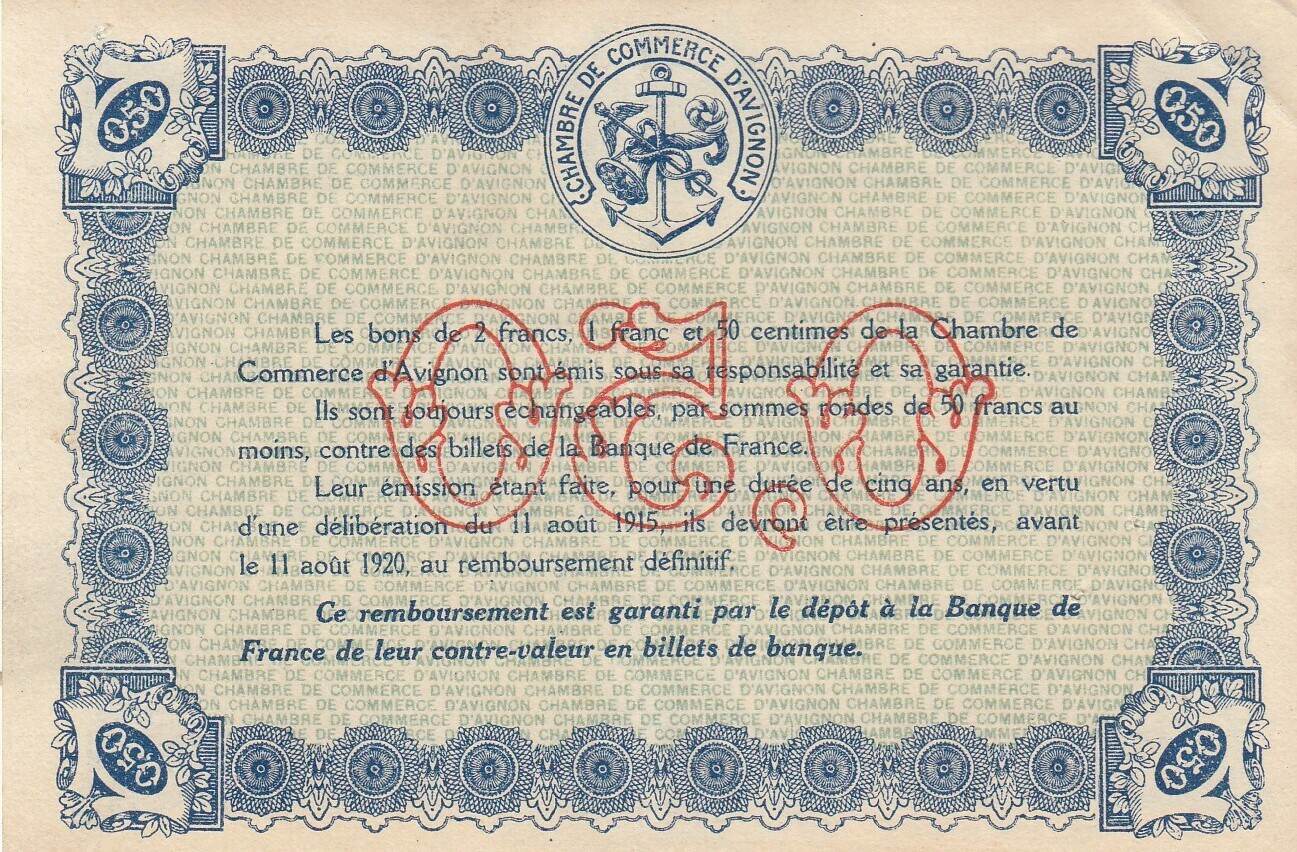 CHAMBRE DE COMMERCE D'AVIGNON
0,50
0,50
Les bons de 2 francs, 1 franc et 50 centimes de la Chambre de
Commerce d'Avignon sont émis sous sa responsabilité et sa garantie.
Ils sont toujours échangeables, par sommes rondes de 50 francs au
moins, contre des billets de la Banque de France.
Leur émission étant faite, pour une durée de cinq ans, en vertu
d'une délibération du 11 août 1915, ils devront être présentés, avant
le 11 août 1920, au remboursement définitif.
Ce remboursement est garanti par le dépôt à la Banque de
France de leur contre-valeur en billets de banque.
0,50
0,50
0,50